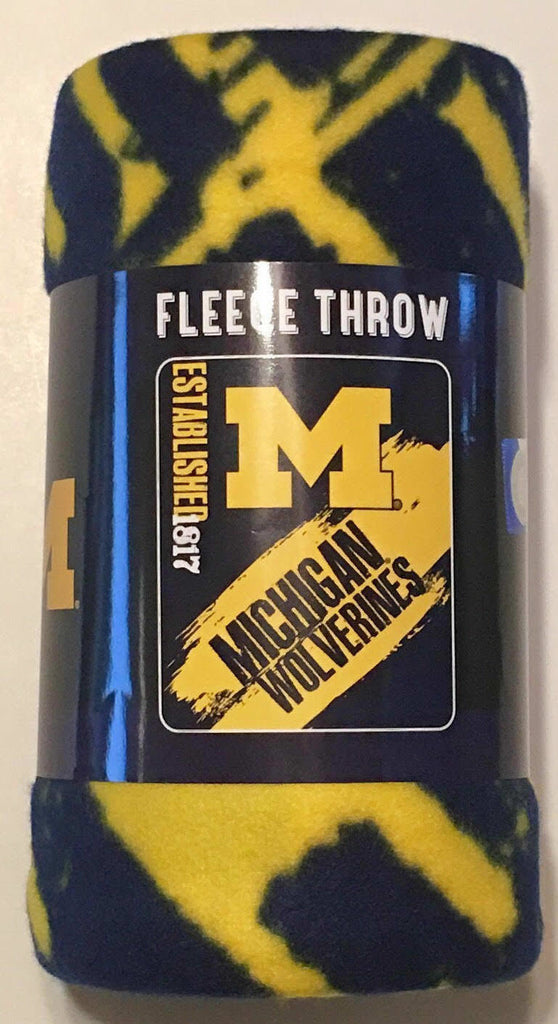 FLEECE THROW
ESTABLISHED 1817
M
MICHIGAN
WOLVERINES
M